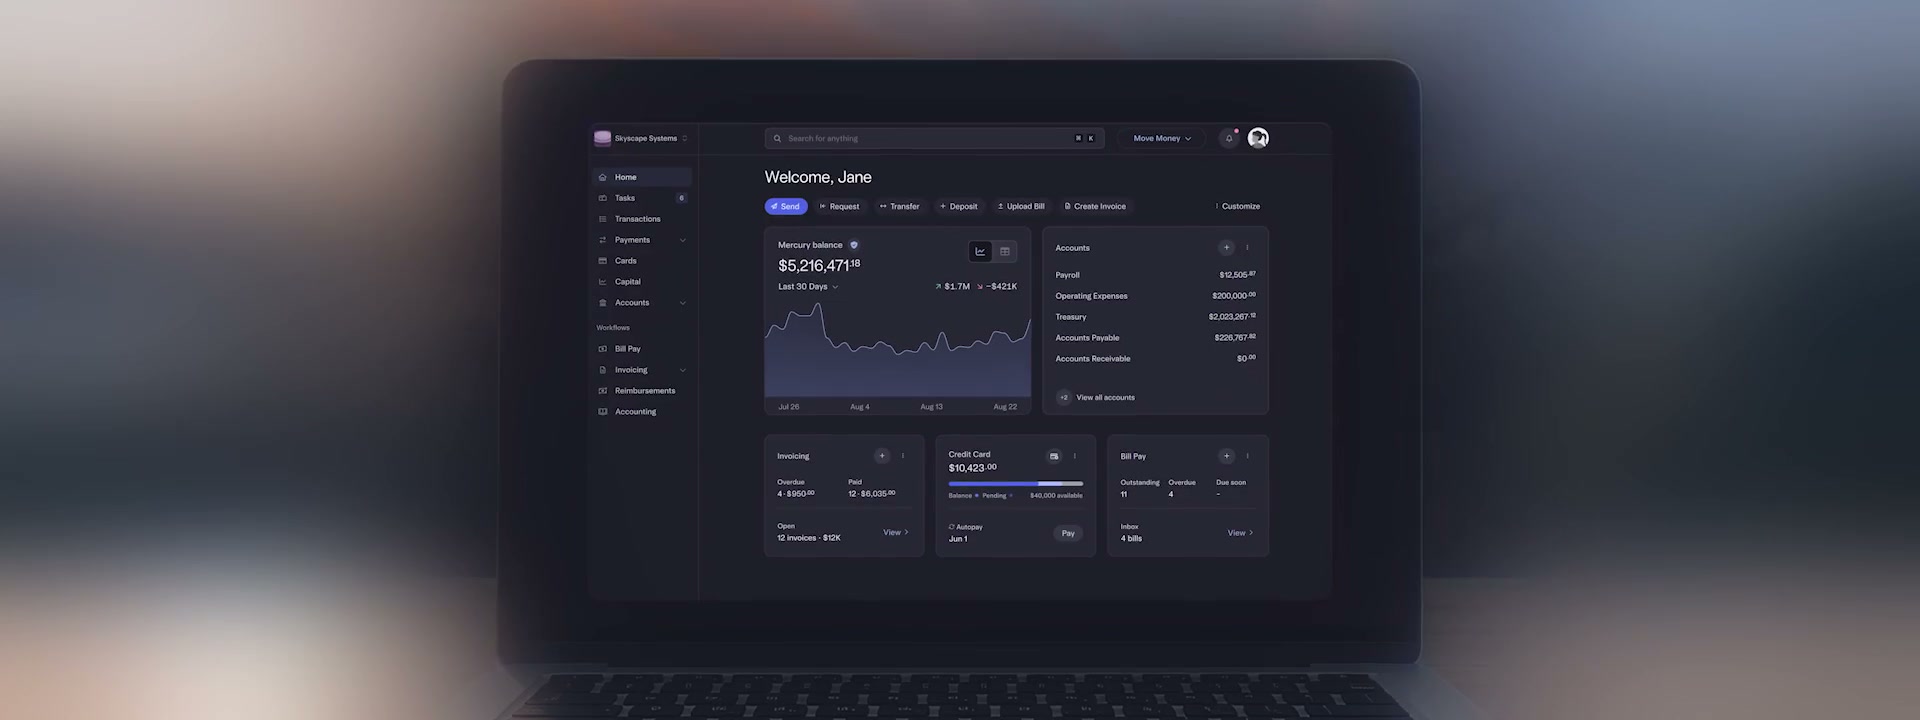 Skyscape Systems
Search for anything
⌘ K
Move Money
Home
Tasks 6
Transactions
Payments
Cards
Capital
Accounts
Workflows
Bill Pay
Invoicing
Reimbursements
Accounting
Welcome, Jane
Send Request Transfer Deposit Upload Bill Create Invoice Customize
Mercury balance
$5,216,471.18
Last 30 Days
$1.7M −$421K
Jul 26 Aug 4 Aug 13 Aug 22
Accounts
Payroll $12,505.87
Operating Expenses $200,000.00
Treasury $2,023,267.12
Accounts Payable $226,767.82
Accounts Receivable $0.00
+2 View all accounts
Invoicing
Overdue Paid
4 · $950.00 12 · $6,035.00
Open
12 invoices · $12K
View
Credit Card
$10,423.00
Balance Pending $40,000 available
Autopay
Jun 1
Pay
Bill Pay
Outstanding Overdue Due soon
11 4 -
Inbox
4 bills
View